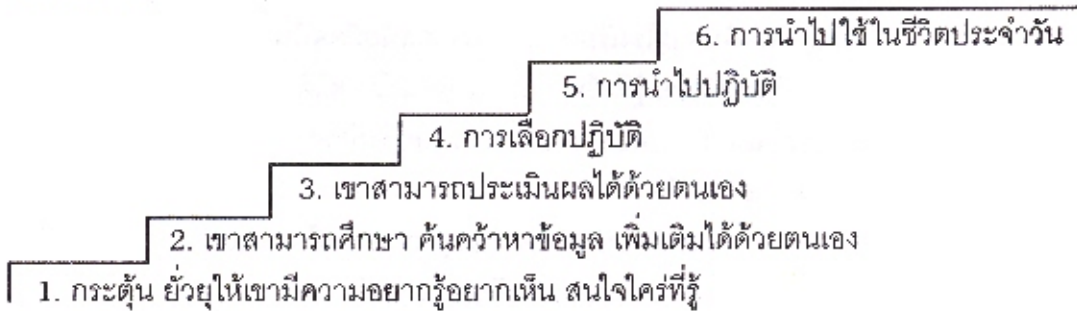 6. การนำไปใช้ในชีวิตประจำวัน
5. การนำไปปฏิบัติ
4. การเลือกปฏิบัติ
3. เขาสามารถประเมินผลได้ด้วยตนเอง
2. เขาสามารถศึกษา ค้นคว้าหาข้อมูล เพิ่มเติมได้ด้วยตนเอง
1. กระตุ้น ยั่วยุให้เขามีความอยากรู้อยากเห็น สนใจใคร่ที่รู้